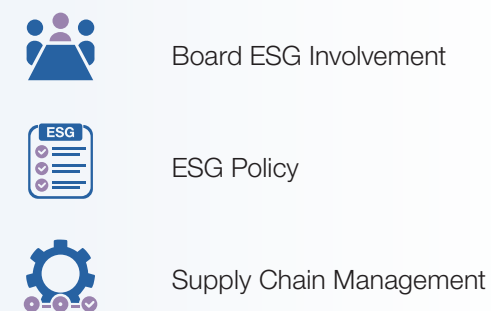 Board ESG Involvement
ESG
ESG Policy
Supply Chain Management